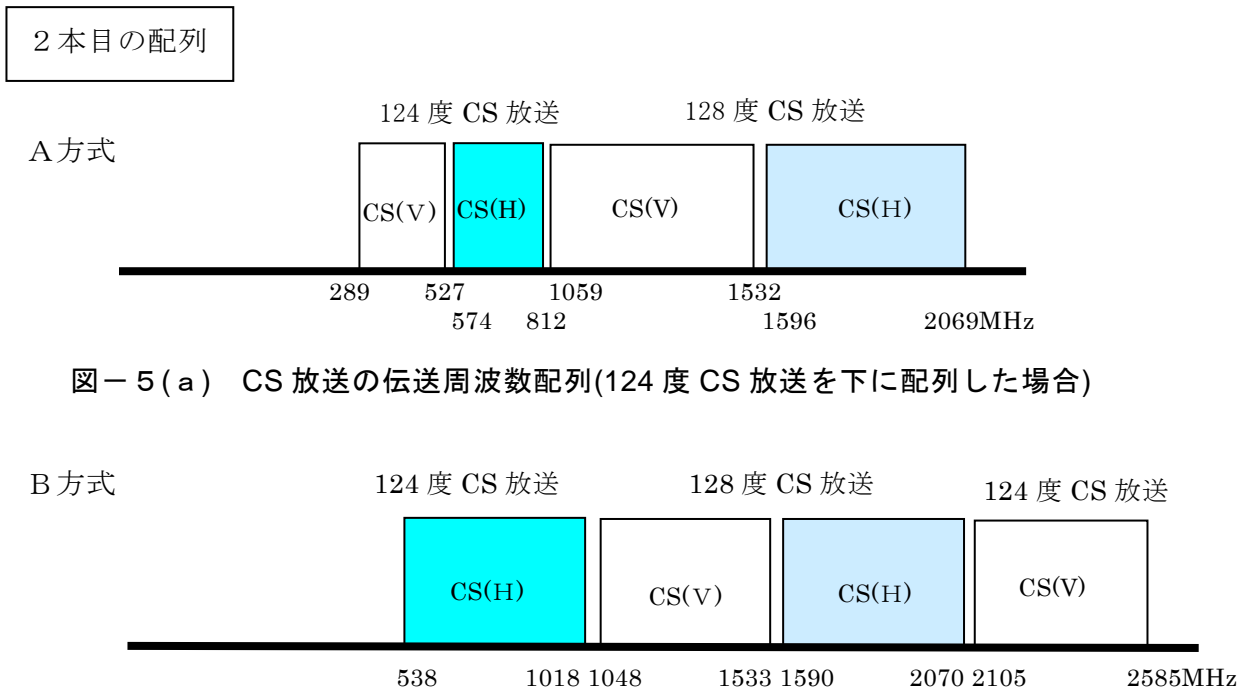 ２本目の配列
124 度 CS 放送 128 度 CS 放送
Ａ方式
CS(Ｖ) CS(H) CS(V) CS(Ｈ)
289 527 1059 1532
574 812 1596 2069MHz
図－５(ａ) CS 放送の伝送周波数配列(124 度 CS 放送を下に配列した場合)
Ｂ方式 124 度 CS 放送 128 度 CS 放送 124 度 CS 放送
CS(Ｈ) CS(Ｖ) CS(Ｈ) CS(V)
538 1018 1048 1533 1590 2070 2105 2585MHz